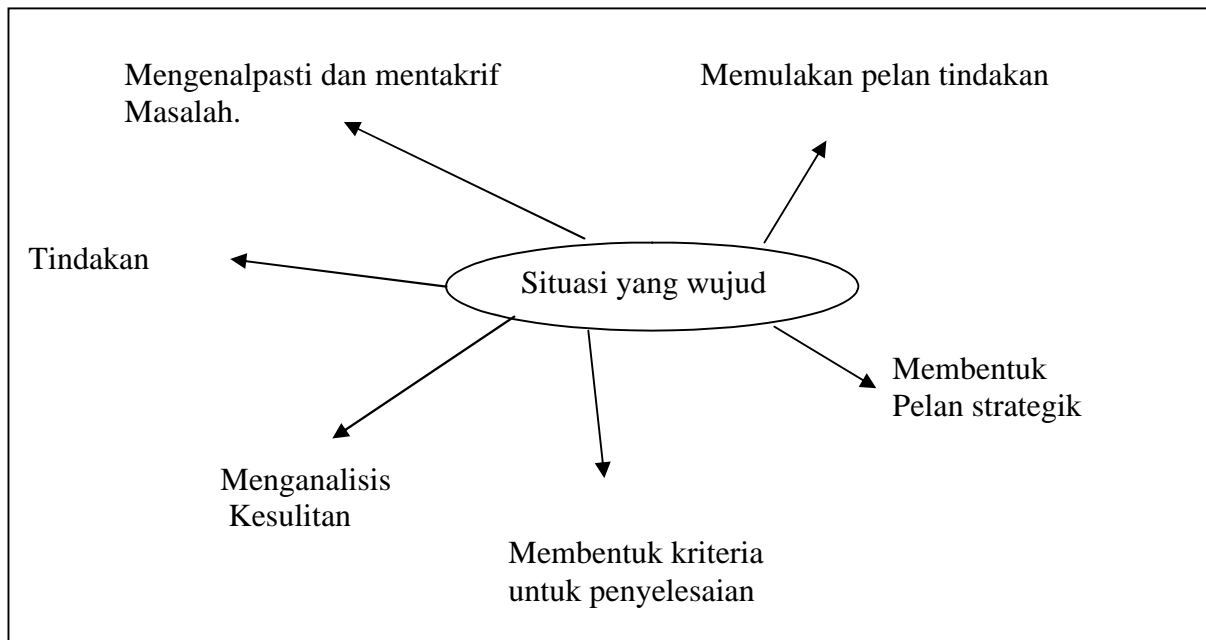 Mengenalpasti dan mentakrif
Masalah.
Memulakan pelan tindakan
Tindakan
Situasi yang wujud
Membentuk
Pelan strategik
Menganalisis
Kesulitan
Membentuk kriteria
untuk penyelesaian